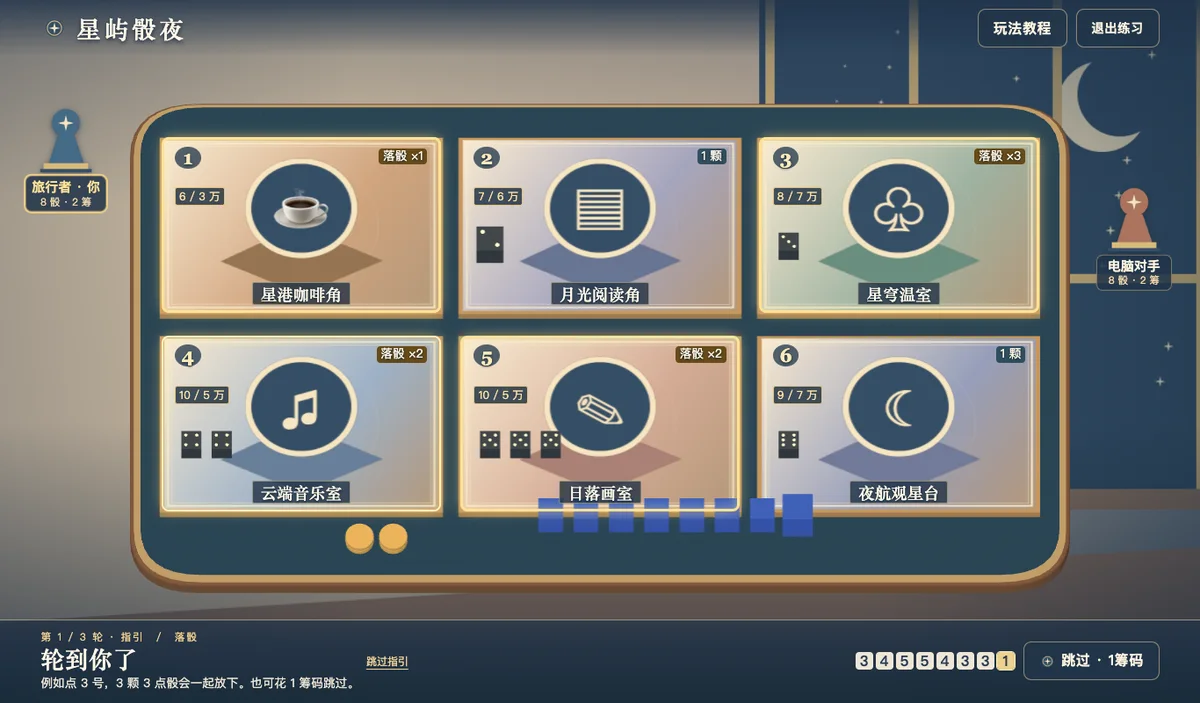 星屿骰夜
玩法教程
退出练习
旅行者 · 你
8 骰 · 2 筹
电脑对手
8 骰 · 2 筹
1
落骰 ×1
6 / 3 万
星港咖啡角
2
1 颗
7 / 6 万
月光阅读角
3
落骰 ×3
8 / 7 万
星穹温室
4
落骰 ×2
10 / 5 万
云端音乐室
5
落骰 ×2
10 / 5 万
日落画室
6
1 颗
9 / 7 万
夜航观星台
第 1 / 3 轮 · 指引 / 落骰
轮到你了
跳过指引
例如点 3 号，3 颗 3 点骰会一起放下。也可花 1 筹码跳过。
3 4 5 5 4 3 3 1
跳过 · 1筹码